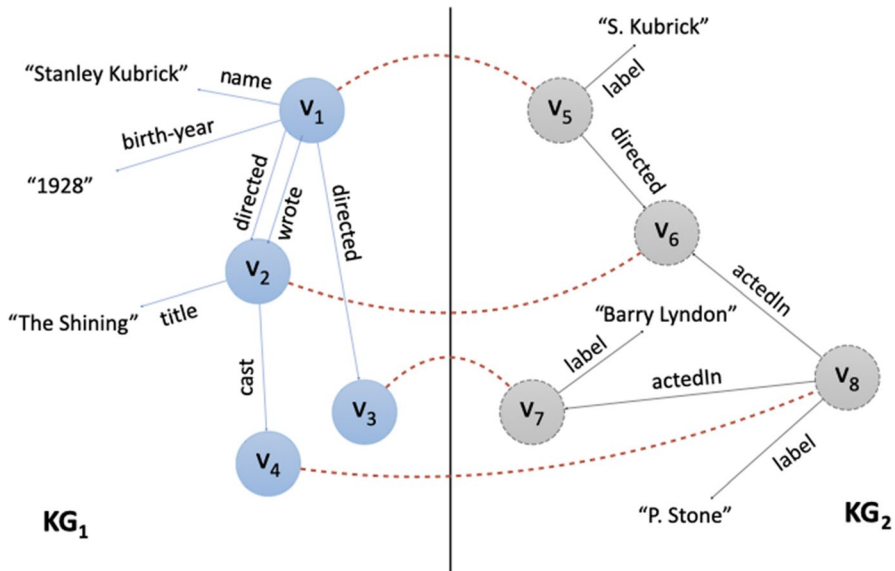 "S. Kubrick"
"Stanley Kubrick"
name
label
V1
V5
birth-year
"1928"
directed
wrote
directed
directed
V6
V2
actedIn
"The Shining"
title
"Barry Lyndon"
label
cast
actedIn
V8
V3
V7
V4
label
"P. Stone"
KG1
KG2